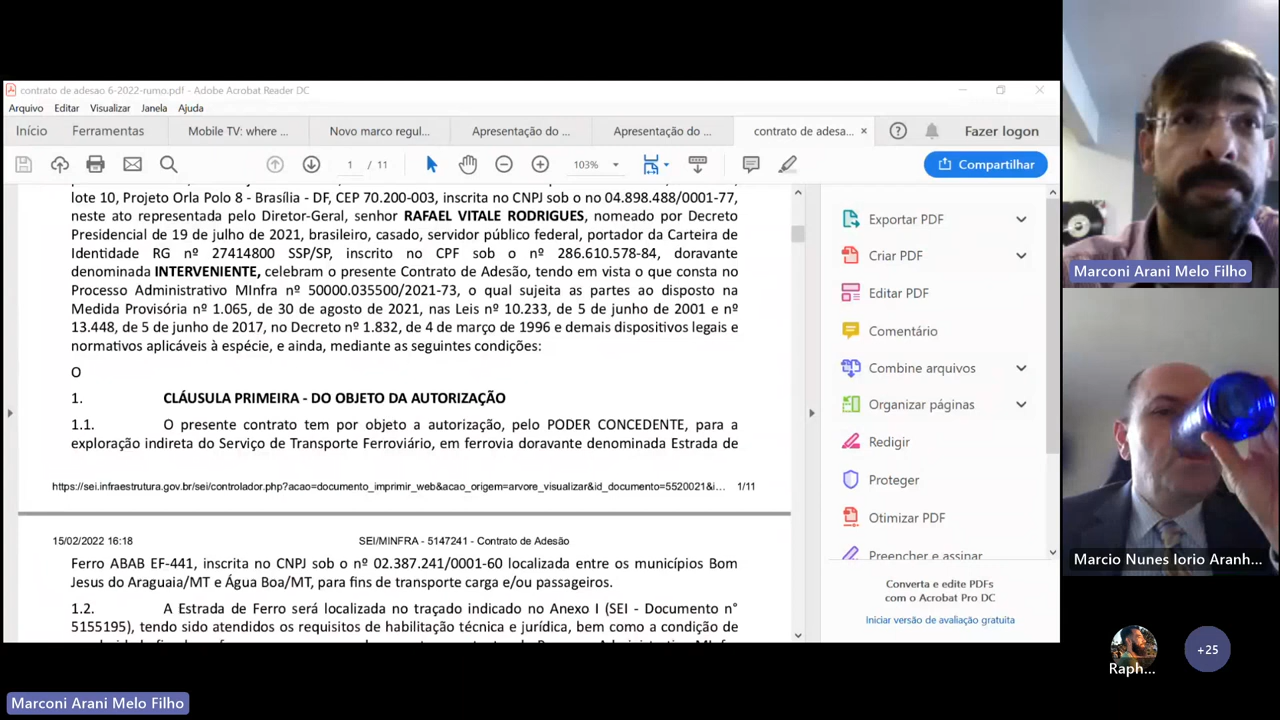 contrato de adesao 6-2022-rumo.pdf - Adobe Acrobat Reader DC
Arquivo Editar Visualizar Janela Ajuda
Início Ferramentas Mobile TV: where ... Novo marco regul... Apresentação do ... Apresentação do ... contrato de adesa... × Fazer logon
1 / 11 103% Compartilhar
lote 10, Projeto Orla Polo 8 - Brasília - DF, CEP 70.200-003, inscrita no CNPJ sob o no 04.898.488/0001-77,
neste ato representada pelo Diretor-Geral, senhor RAFAEL VITALE RODRIGUES, nomeado por Decreto
Presidencial de 19 de julho de 2021, brasileiro, casado, servidor público federal, portador da Carteira de
Identidade RG nº 27414800 SSP/SP, inscrito no CPF sob o nº 286.610.578-84, doravante
denominada INTERVENIENTE, celebram o presente Contrato de Adesão, tendo em vista o que consta no
Processo Administrativo MInfra nº 50000.035500/2021-73, o qual sujeita as partes ao disposto na
Medida Provisória nº 1.065, de 30 de agosto de 2021, nas Leis nº 10.233, de 5 de junho de 2001 e nº
13.448, de 5 de junho de 2017, no Decreto nº 1.832, de 4 de março de 1996 e demais dispositivos legais e
normativos aplicáveis à espécie, e ainda, mediante as seguintes condições:
O
1. CLÁUSULA PRIMEIRA - DO OBJETO DA AUTORIZAÇÃO
1.1. O presente contrato tem por objeto a autorização, pelo PODER CONCEDENTE, para a
exploração indireta do Serviço de Transporte Ferroviário, em ferrovia doravante denominada Estrada de
https://sei.infraestrutura.gov.br/sei/controlador.php?acao=documento_imprimir_web&acao_origem=arvore_visualizar&id_documento=5520021&i... 1/11
15/02/2022 16:18 SEI/MINFRA - 5147241 - Contrato de Adesão
Ferro ABAB EF-441, inscrita no CNPJ sob o nº 02.387.241/0001-60 localizada entre os municípios Bom
Jesus do Araguaia/MT e Água Boa/MT, para fins de transporte carga e/ou passageiros.
1.2. A Estrada de Ferro será localizada no traçado indicado no Anexo I (SEI - Documento n°
5155195), tendo sido atendidos os requisitos de habilitação técnica e jurídica, bem como a condição de
Exportar PDF
Criar PDF
Editar PDF
Comentário
Combine arquivos
Organizar páginas
Redigir
Proteger
Otimizar PDF
Preencher e assinar
Converta e edite PDFs
com o Acrobat Pro DC
Iniciar versão de avaliação gratuita
Marconi Arani Melo Filho
Marcio Nunes Iorio Aranh...
Raph...
+25
Marconi Arani Melo Filho